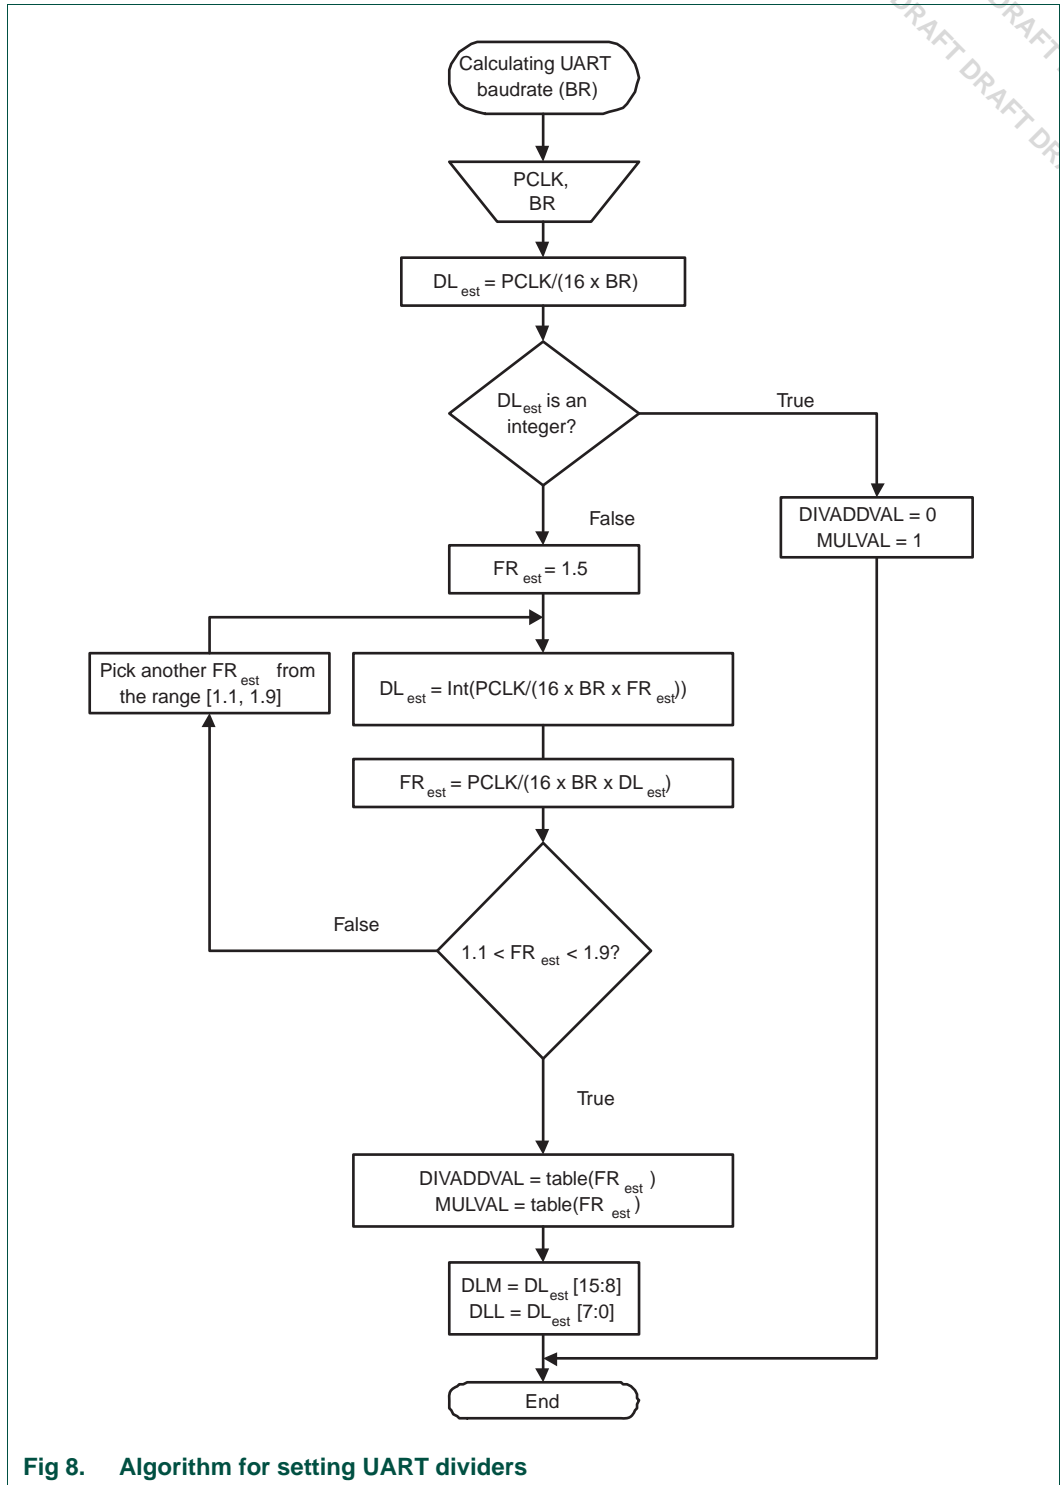 DRAFT
DRAFT DRAFT
Calculating UART
baudrate (BR)
PCLK,
BR
DL est = PCLK/(16 x BR)
DL est is an
integer?
True
False
DIVADDVAL = 0
MULVAL = 1
FR est = 1.5
Pick another FR est from
the range [1.1, 1.9]
DL est = Int(PCLK/(16 x BR x FR est))
FR est = PCLK/(16 x BR x DL est)
False
1.1 < FR est < 1.9?
True
DIVADDVAL = table(FR est )
MULVAL = table(FR est )
DLM = DL est [15:8]
DLL = DL est [7:0]
End
Fig 8. Algorithm for setting UART dividers